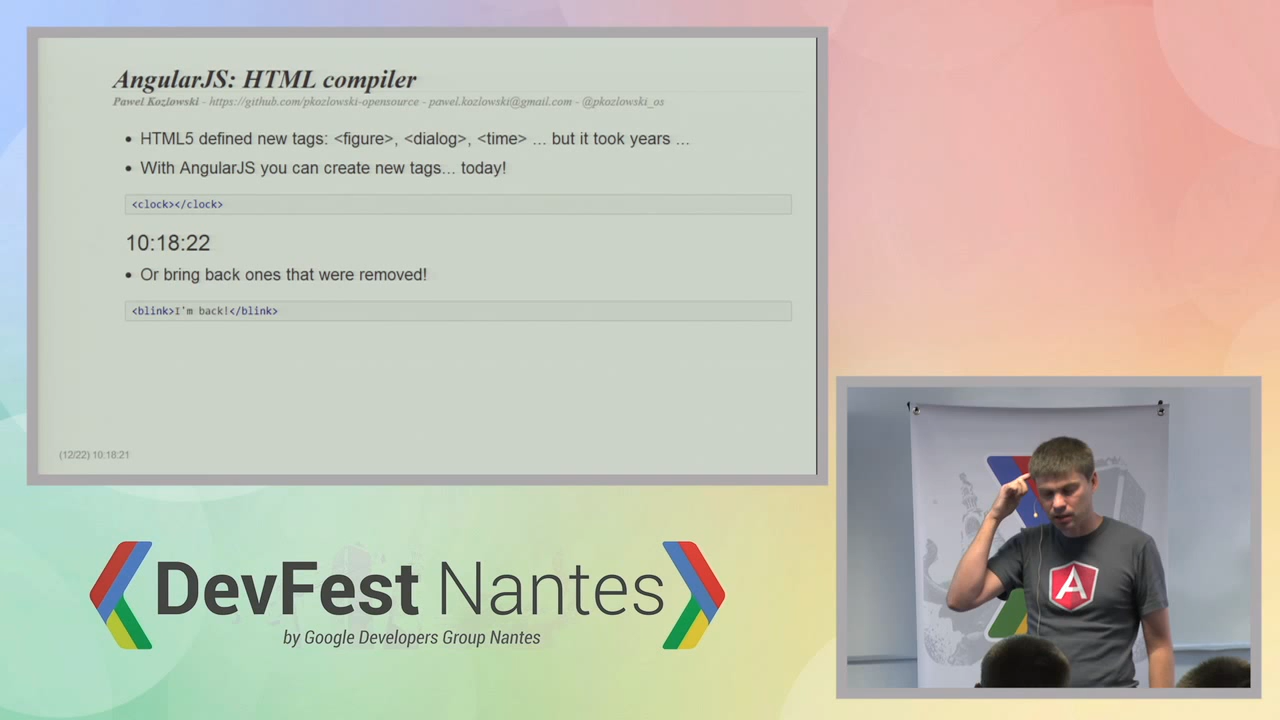 AngularJS: HTML compiler
Pawel Kozlowski - https://github.com/pkozlowski-opensource - pawel.kozlowski@gmail.com - @pkozlowski_os
• HTML5 defined new tags: <figure>, <dialog>, <time> ... but it took years ...
• With AngularJS you can create new tags... today!
<clock></clock>
10:18:22
• Or bring back ones that were removed!
<blink>I'm back!</blink>
(12/22) 10:18:21
DevFest Nantes
by Google Developers Group Nantes
A